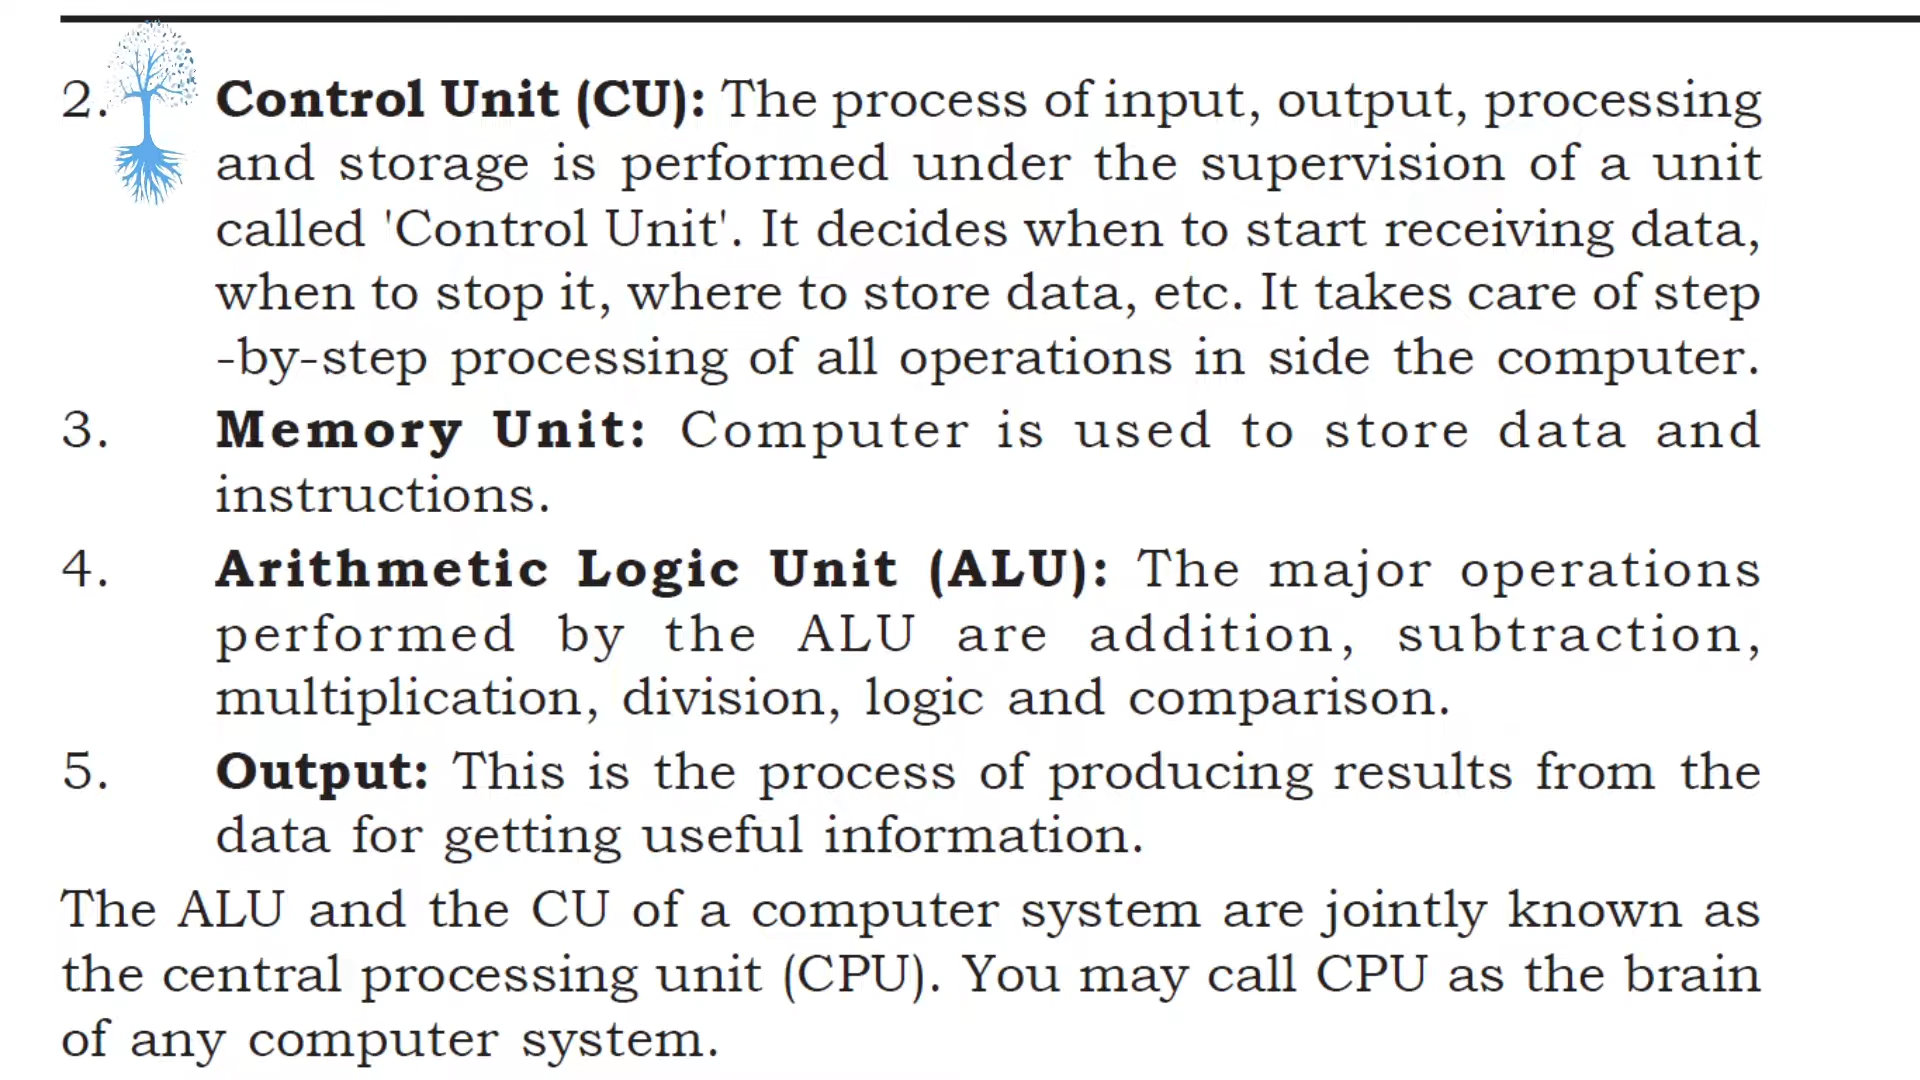 2. Control Unit (CU): The process of input, output, processing
and storage is performed under the supervision of a unit
called 'Control Unit'. It decides when to start receiving data,
when to stop it, where to store data, etc. It takes care of step
-by-step processing of all operations in side the computer.
3. Memory Unit: Computer is used to store data and
instructions.
4. Arithmetic Logic Unit (ALU): The major operations
performed by the ALU are addition, subtraction,
multiplication, division, logic and comparison.
5. Output: This is the process of producing results from the
data for getting useful information.
The ALU and the CU of a computer system are jointly known as
the central processing unit (CPU). You may call CPU as the brain
of any computer system.